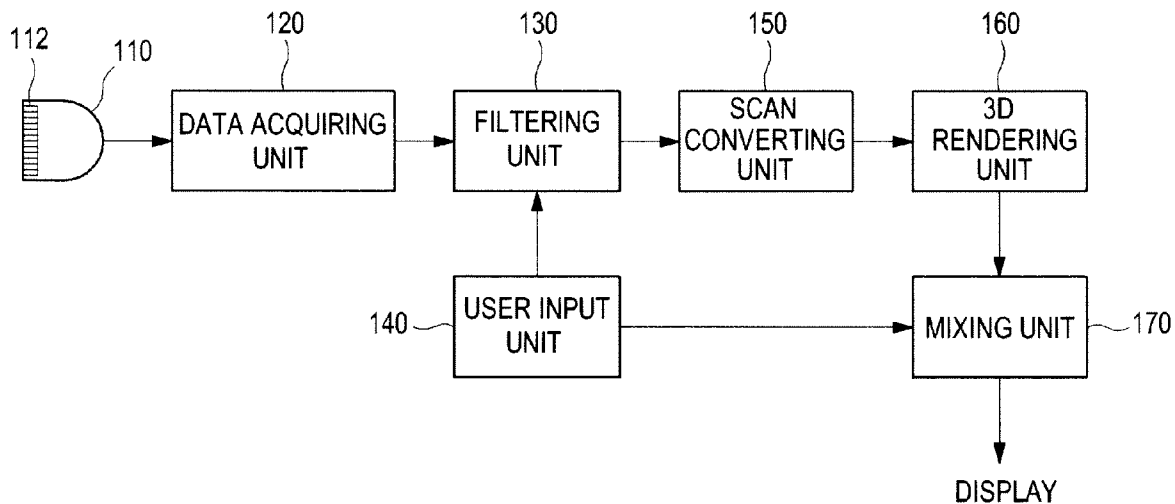 112
110
120
130
150
160
DATA ACQUIRING
UNIT
FILTERING
UNIT
SCAN
CONVERTING
UNIT
3D
RENDERING
UNIT
140
USER INPUT
UNIT
MIXING UNIT
170
DISPLAY